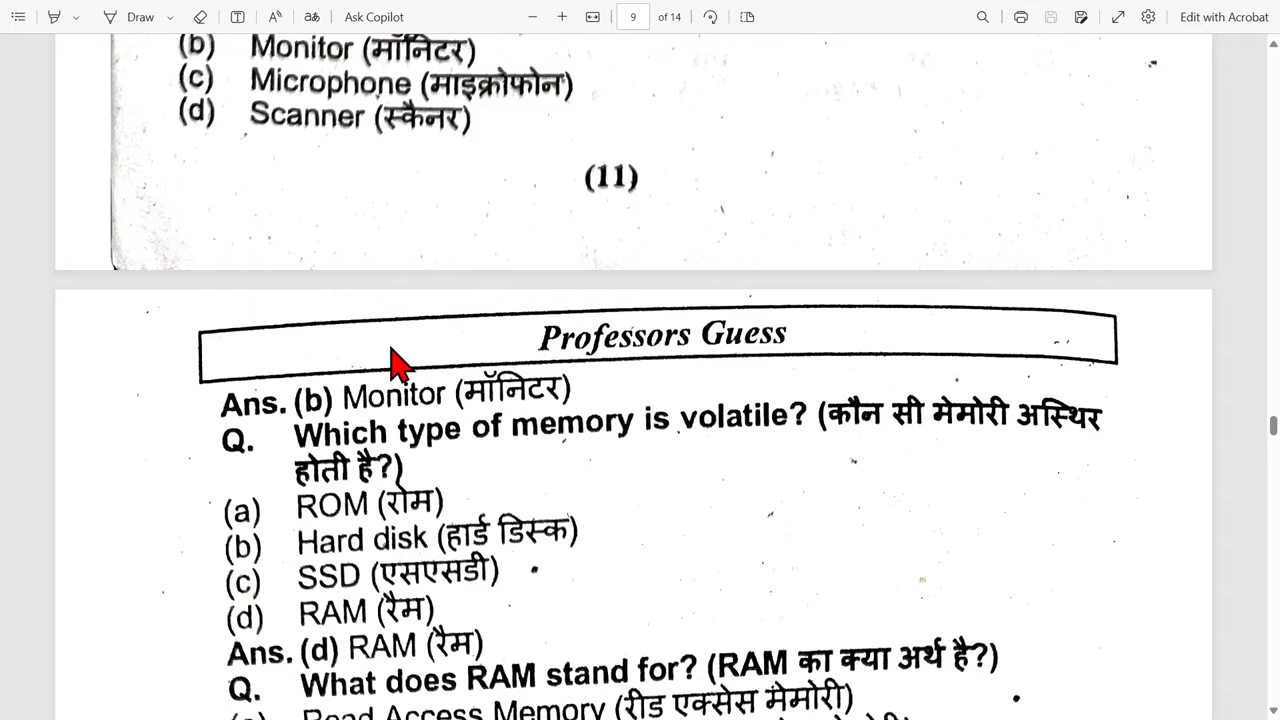 Draw
Ask Copilot
9 of 14
Edit with Acrobat
(b) Monitor (मॉनिटर)
(c) Microphone (माइक्रोफोन)
(d) Scanner (स्कैनर)
(11)
Professors Guess
Ans. (b) Monitor (मॉनिटर)
Q. Which type of memory is volatile? (कौन सी मेमोरी अस्थिर
होती है?)
(a) ROM (रोम)
(b) Hard disk (हार्ड डिस्क)
(c) SSD (एसएसडी)
(d) RAM (रैम)
Ans. (d) RAM (रैम)
Q. What does RAM stand for? (RAM का क्या अर्थ है?)
Read Access Memory (रीड एक्सेस मेमोरी)